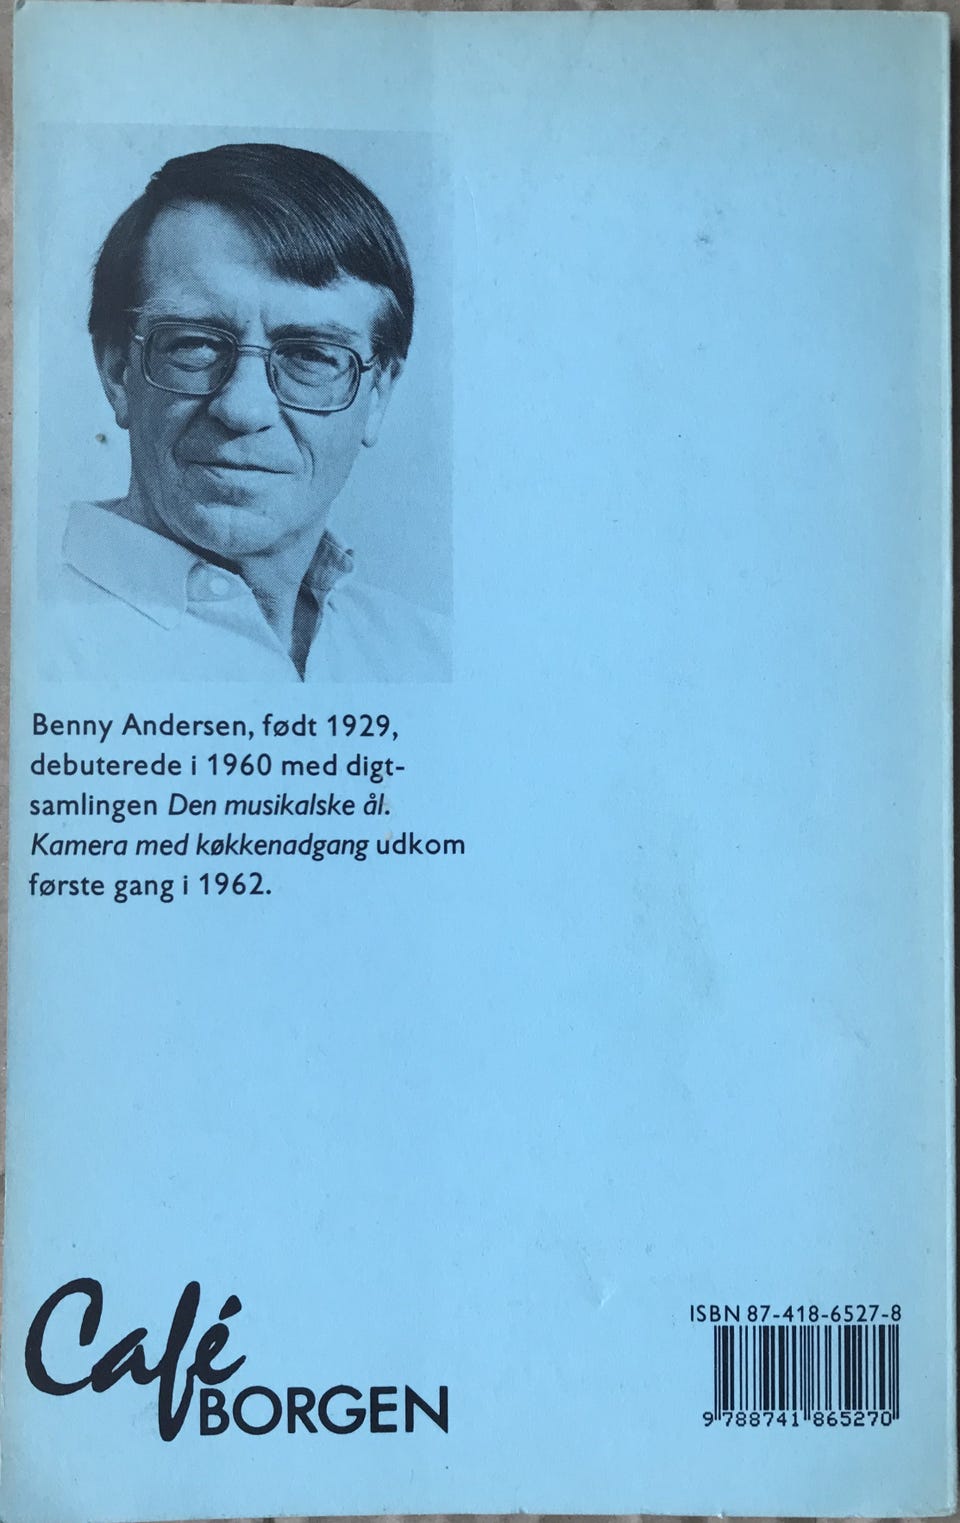 Benny Andersen, født 1929,
debuterede i 1960 med digt-
samlingen Den musikalske ål.
Kamera med køkkenadgang udkom
første gang i 1962.
Café
BORGEN
ISBN 87-418-6527-8
9 788741 865270